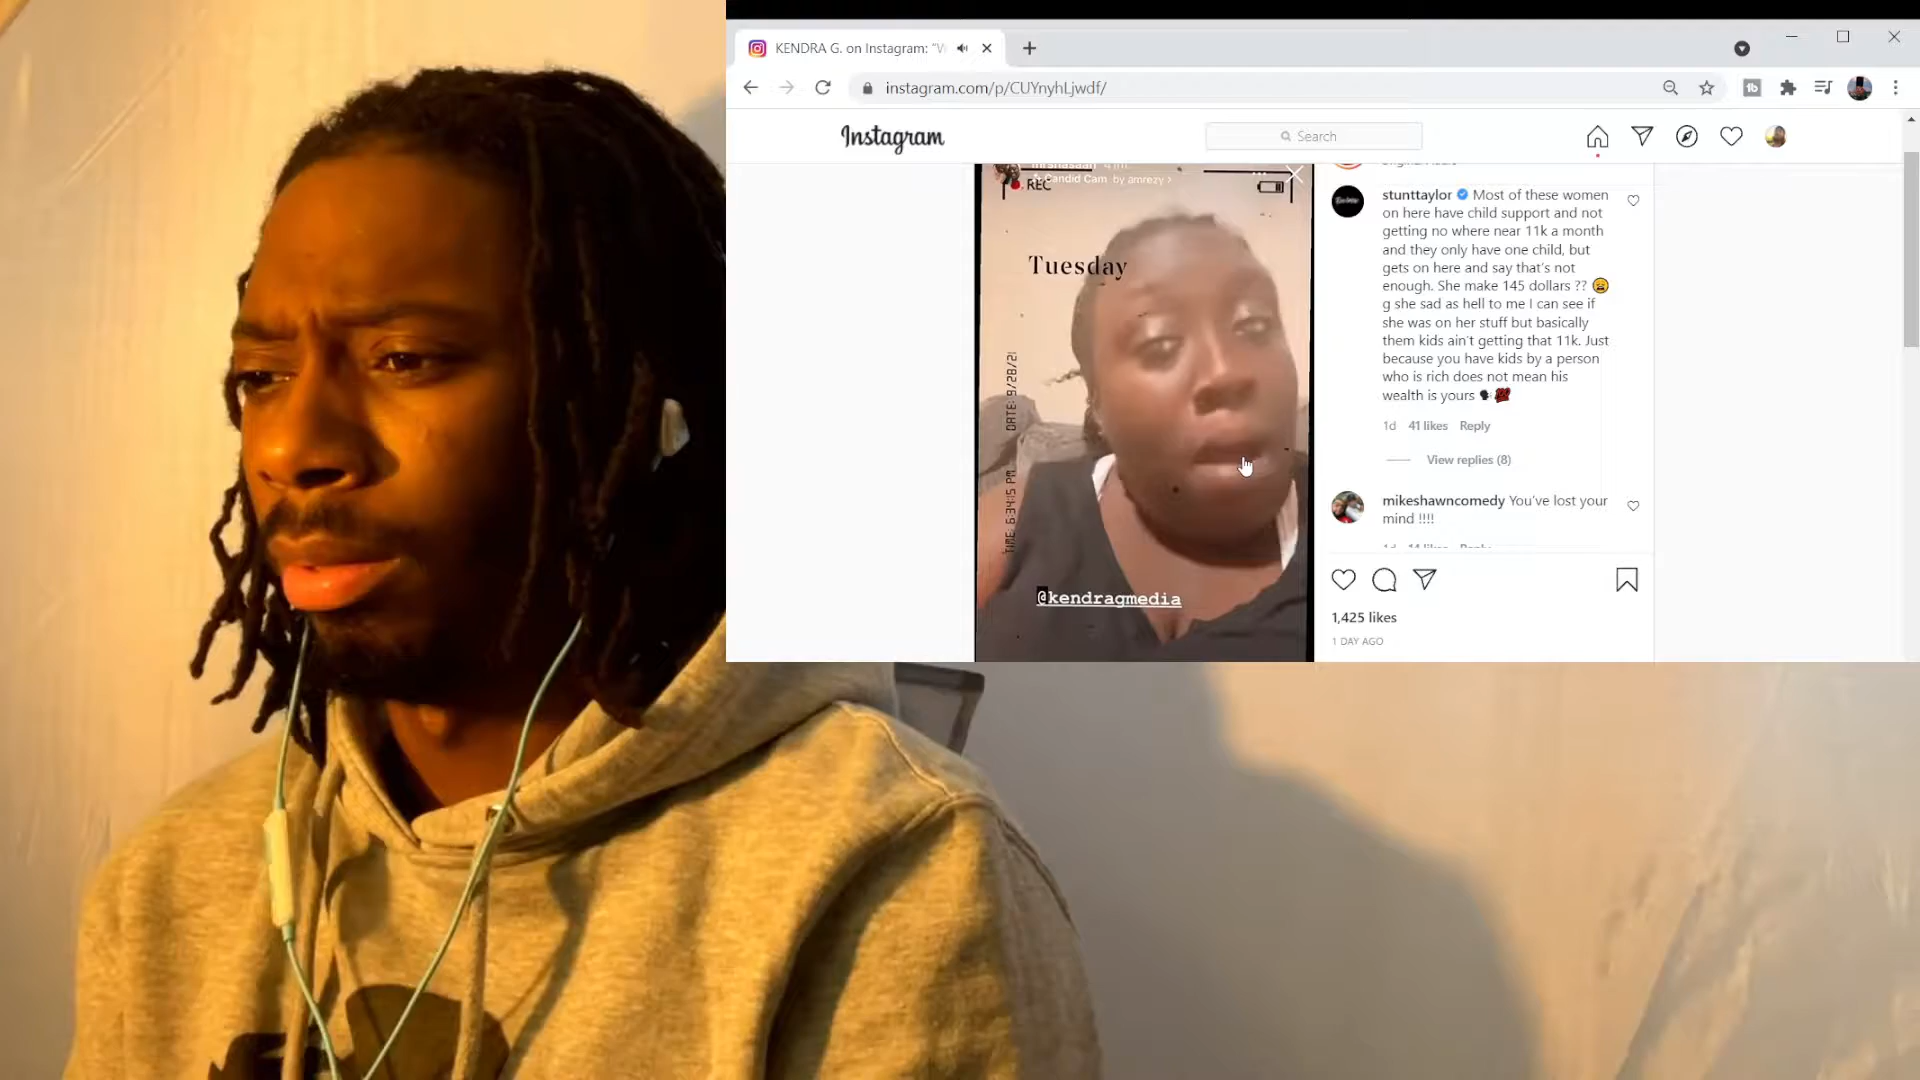 KENDRA G. on Instagram: "V
instagram.com/p/CUYnyhLjwdf/
Instagram
Search
Candid Cam by amrezy >
REC
Tuesday
TIME: 6:34:15 PM DATE: 9/28/21
@kendragmedia
stunttaylor Most of these women
on here have child support and not
getting no where near 11k a month
and they only have one child, but
gets on here and say that's not
enough. She make 145 dollars ?? 😩
g she sad as hell to me I can see if
she was on her stuff but basically
them kids ain't getting that 11k. Just
because you have kids by a person
who is rich does not mean his
wealth is yours 🗣💯
1d 41 likes Reply
View replies (8)
mikeshawncomedy You've lost your
mind !!!!
1d 14 likes Reply
1,425 likes
1 DAY AGO